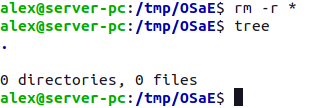 alex@server-pc:/tmp/OSaE$ rm -r *
alex@server-pc:/tmp/OSaE$ tree
.
0 directories, 0 files
alex@server-pc:/tmp/OSaE$